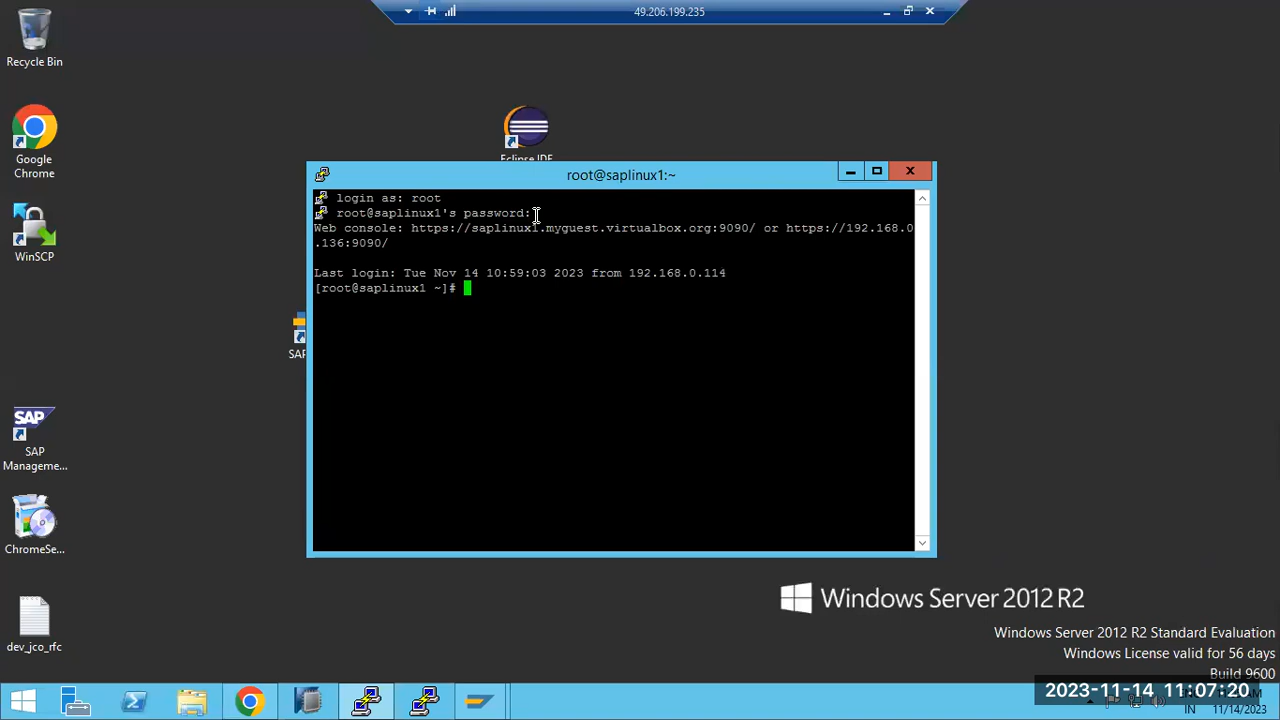 49.206.199.235
Recycle Bin
Google
Chrome
WinSCP
SAP
Manageme...
ChromeSe...
dev_jco_rfc
Eclipse IDE
SAP
SAP
root@saplinux1:~
login as: root
root@saplinux1's password:
Web console: https://saplinux1.myguest.virtualbox.org:9090/ or https://192.168.0
.136:9090/
Last login: Tue Nov 14 10:59:03 2023 from 192.168.0.114
[root@saplinux1 ~]#
Windows Server 2012 R2
Windows Server 2012 R2 Standard Evaluation
Windows License valid for 56 days
Build 9600
2023-11-14 11:07:20
IN
11/14/2023